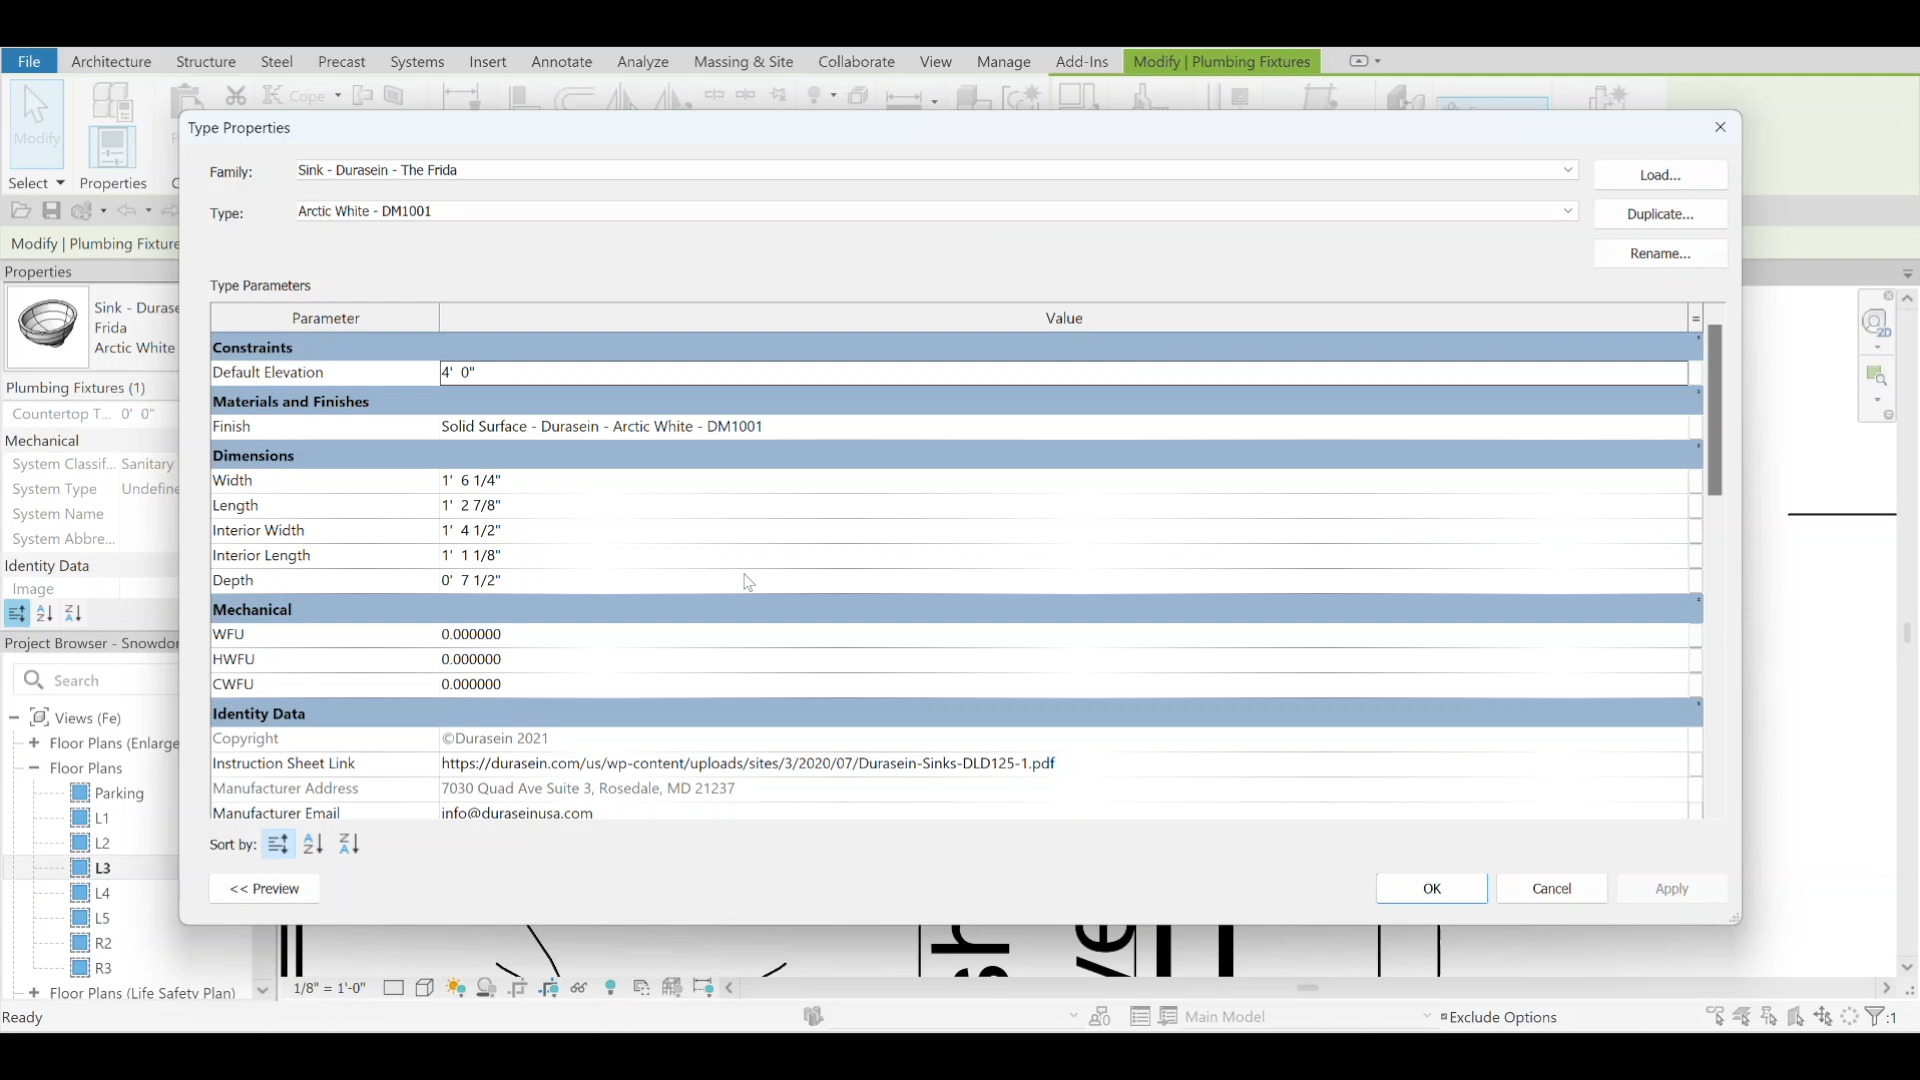 File Architecture Structure Steel Precast Systems Insert Annotate Analyze Massing & Site Collaborate View Manage Add-Ins Modify | Plumbing Fixtures
Cope
Modify
Select Properties
Modify | Plumbing Fixture
Type Properties
Family: Sink - Durasein - The Frida Load...
Type: Arctic White - DM1001 Duplicate...
Rename...
Properties
Sink - Durase
Frida
Arctic White
Plumbing Fixtures (1)
Countertop T... 0' 0"
Mechanical
System Classif... Sanitary
System Type Undefine
System Name
System Abbre...
Identity Data
Image
Type Parameters
Parameter Value =
Constraints
Default Elevation 4' 0"
Materials and Finishes
Finish Solid Surface - Durasein - Arctic White - DM1001
Dimensions
Width 1' 6 1/4"
Length 1' 2 7/8"
Interior Width 1' 4 1/2"
Interior Length 1' 1 1/8"
Depth 0' 7 1/2"
Mechanical
WFU 0.000000
HWFU 0.000000
CWFU 0.000000
Identity Data
Copyright ©Durasein 2021
Instruction Sheet Link https://durasein.com/us/wp-content/uploads/sites/3/2020/07/Durasein-Sinks-DLD125-1.pdf
Manufacturer Address 7030 Quad Ave Suite 3, Rosedale, MD 21237
Manufacturer Email info@duraseinusa.com
Sort by:
<< Preview OK Cancel Apply
Project Browser - Snowdon
Search
Views (Fe)
Floor Plans (Enlarge
Floor Plans
Parking
L1
L2
L3
L4
L5
R2
R3
Floor Plans (Life Safety Plan)
2D
1/8" = 1'-0"
Ready Main Model Exclude Options :1